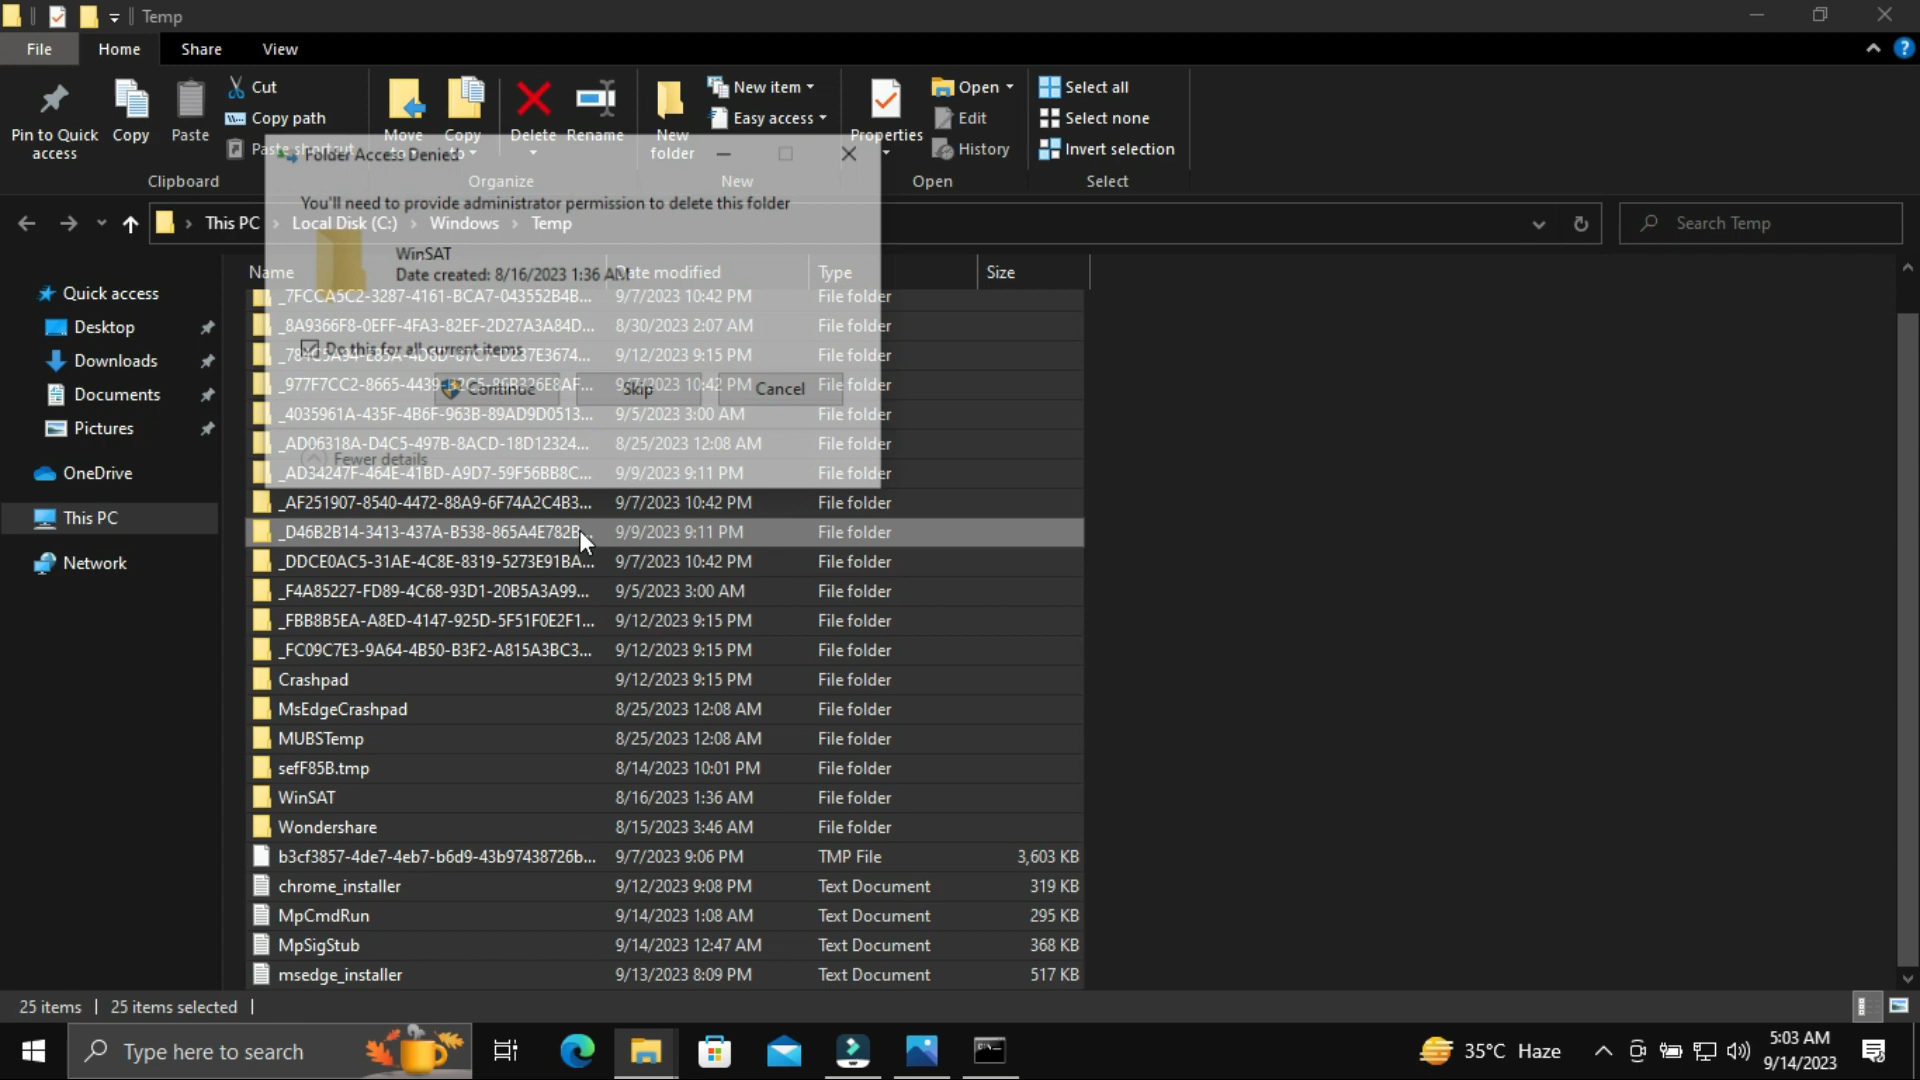 Temp
File Home Share View
Pin to Quick access
Copy
Paste
Cut
Copy path
Paste shortcut
Clipboard
Move to
Copy to
Delete
Rename
Organize
New folder
New item
Easy access
New
Properties
Open
Edit
History
Open
Select all
Select none
Invert selection
Select
Folder Access Denied
You'll need to provide administrator permission to delete this folder
WinSAT
Date created: 8/16/2023 1:36 AM
Do this for all current items
Continue Skip Cancel
Fewer details
This PC Local Disk (C:) Windows Temp
Search Temp
Quick access
Desktop
Downloads
Documents
Pictures
OneDrive
This PC
Network
Name Date modified Type Size
_7FCCA5C2-3287-4161-BCA7-043552B4B... 9/7/2023 10:42 PM File folder
_8A9366F8-0EFF-4FA3-82EF-2D27A3A84D... 8/30/2023 2:07 AM File folder
9/12/2023 9:15 PM File folder
9/7/2023 10:42 PM File folder
_4035961A-435F-4B6F-963B-89AD9D0513... 9/5/2023 3:00 AM File folder
_AD06318A-D4C5-497B-8ACD-18D12324... 8/25/2023 12:08 AM File folder
_AD34247F-464E-41BD-A9D7-59F56BB8C... 9/9/2023 9:11 PM File folder
_AF251907-8540-4472-88A9-6F74A2C4B3... 9/7/2023 10:42 PM File folder
_D46B2B14-3413-437A-B538-865A4E782B... 9/9/2023 9:11 PM File folder
_DDCE0AC5-31AE-4C8E-8319-5273E91BA... 9/7/2023 10:42 PM File folder
_F4A85227-FD89-4C68-93D1-20B5A3A99... 9/5/2023 3:00 AM File folder
_FBB8B5EA-A8ED-4147-925D-5F51F0E2F1... 9/12/2023 9:15 PM File folder
_FC09C7E3-9A64-4B50-B3F2-A815A3BC3... 9/12/2023 9:15 PM File folder
Crashpad 9/12/2023 9:15 PM File folder
MsEdgeCrashpad 8/25/2023 12:08 AM File folder
MUBSTemp 8/25/2023 12:08 AM File folder
sefF85B.tmp 8/14/2023 10:01 PM File folder
WinSAT 8/16/2023 1:36 AM File folder
Wondershare 8/15/2023 3:46 AM File folder
b3cf3857-4de7-4eb7-b6d9-43b97438726b... 9/7/2023 9:06 PM TMP File 3,603 KB
chrome_installer 9/12/2023 9:08 PM Text Document 319 KB
MpCmdRun 9/14/2023 1:08 AM Text Document 295 KB
MpSigStub 9/14/2023 12:47 AM Text Document 368 KB
msedge_installer 9/13/2023 8:09 PM Text Document 517 KB
25 items 25 items selected
Type here to search
35°C Haze
5:03 AM
9/14/2023